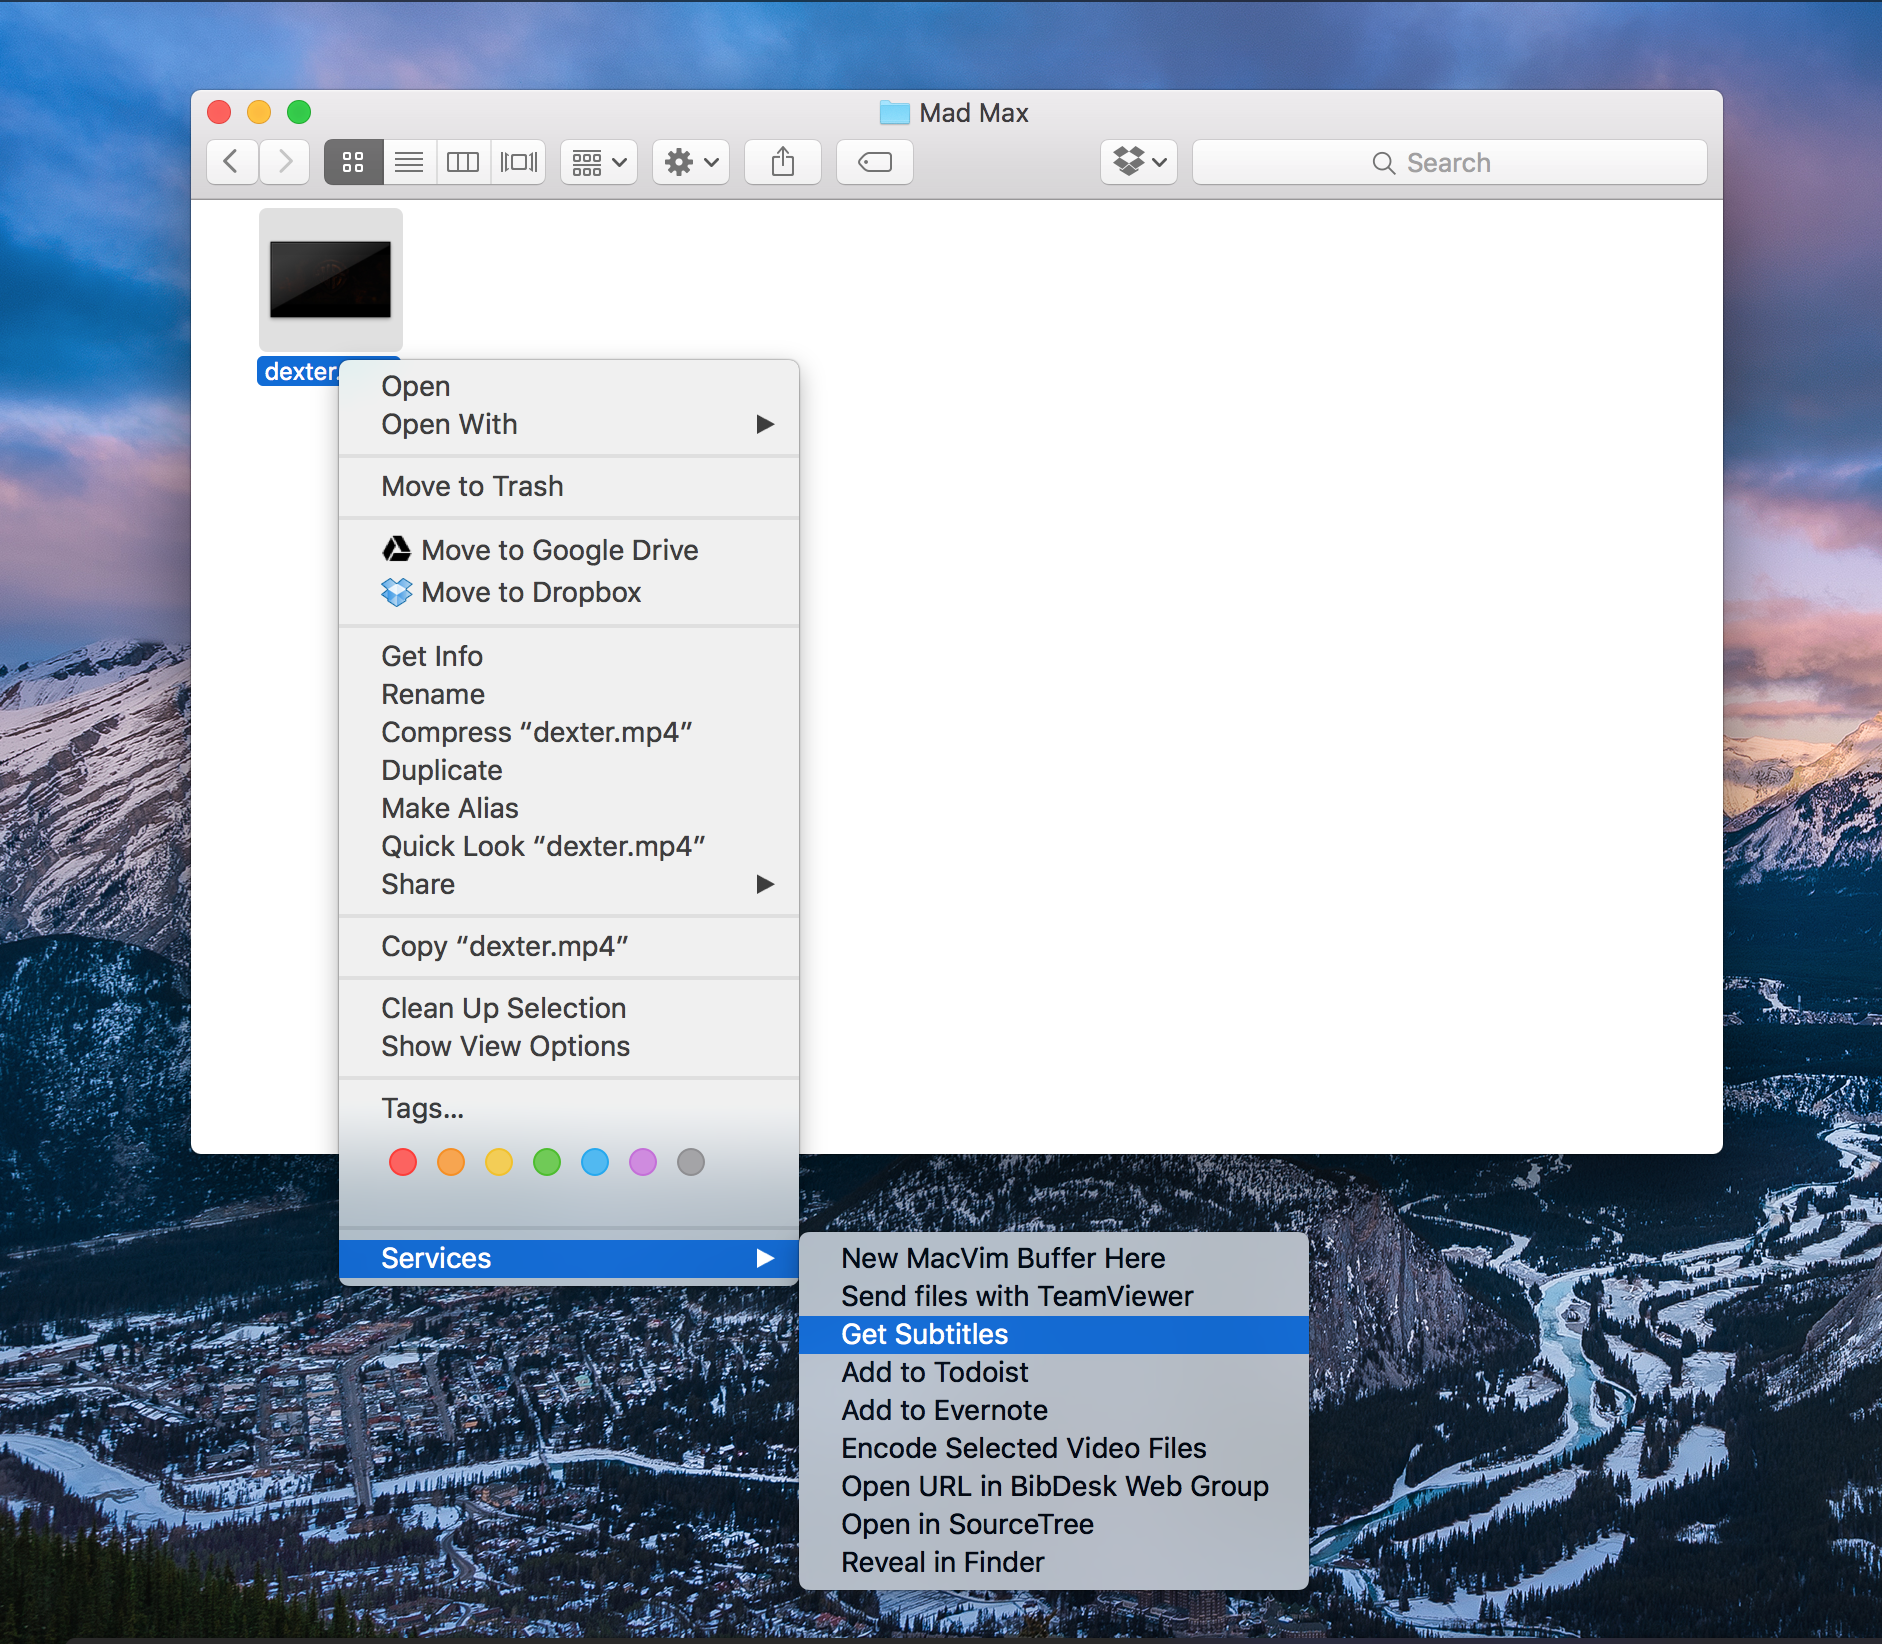 Mad Max
Search
dexter.
Open
Open With
Move to Trash
Move to Google Drive
Move to Dropbox
Get Info
Rename
Compress “dexter.mp4”
Duplicate
Make Alias
Quick Look “dexter.mp4”
Share
Copy “dexter.mp4”
Clean Up Selection
Show View Options
Tags...
Services
New MacVim Buffer Here
Send files with TeamViewer
Get Subtitles
Add to Todoist
Add to Evernote
Encode Selected Video Files
Open URL in BibDesk Web Group
Open in SourceTree
Reveal in Finder